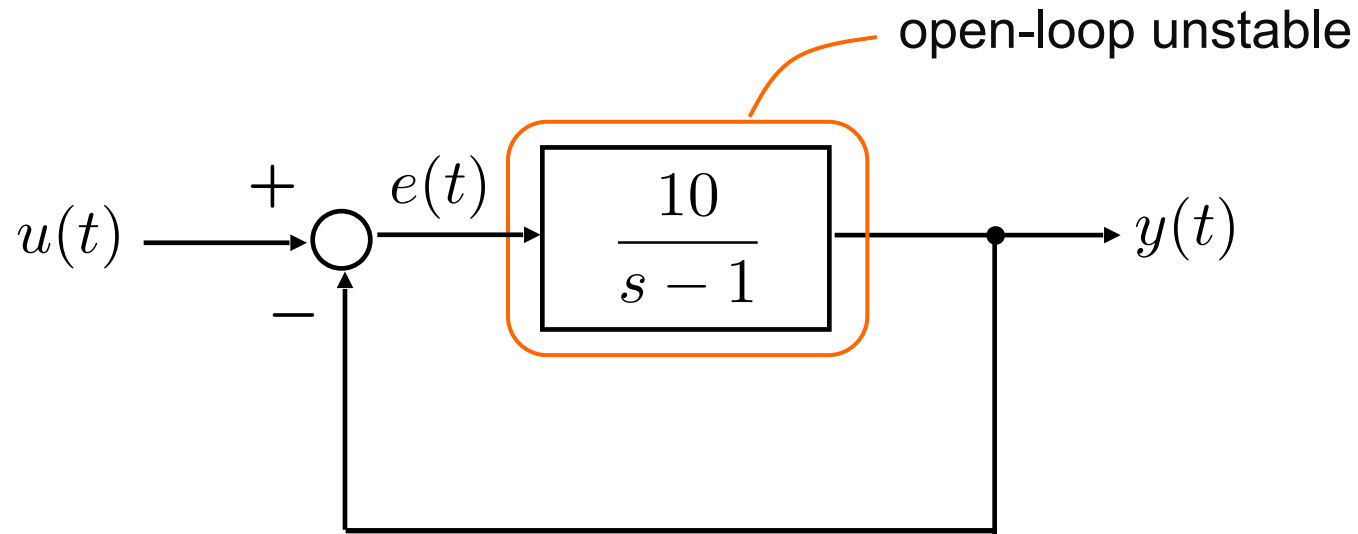 open-loop unstable
+
e(t)
10
s − 1
u(t)
y(t)
−